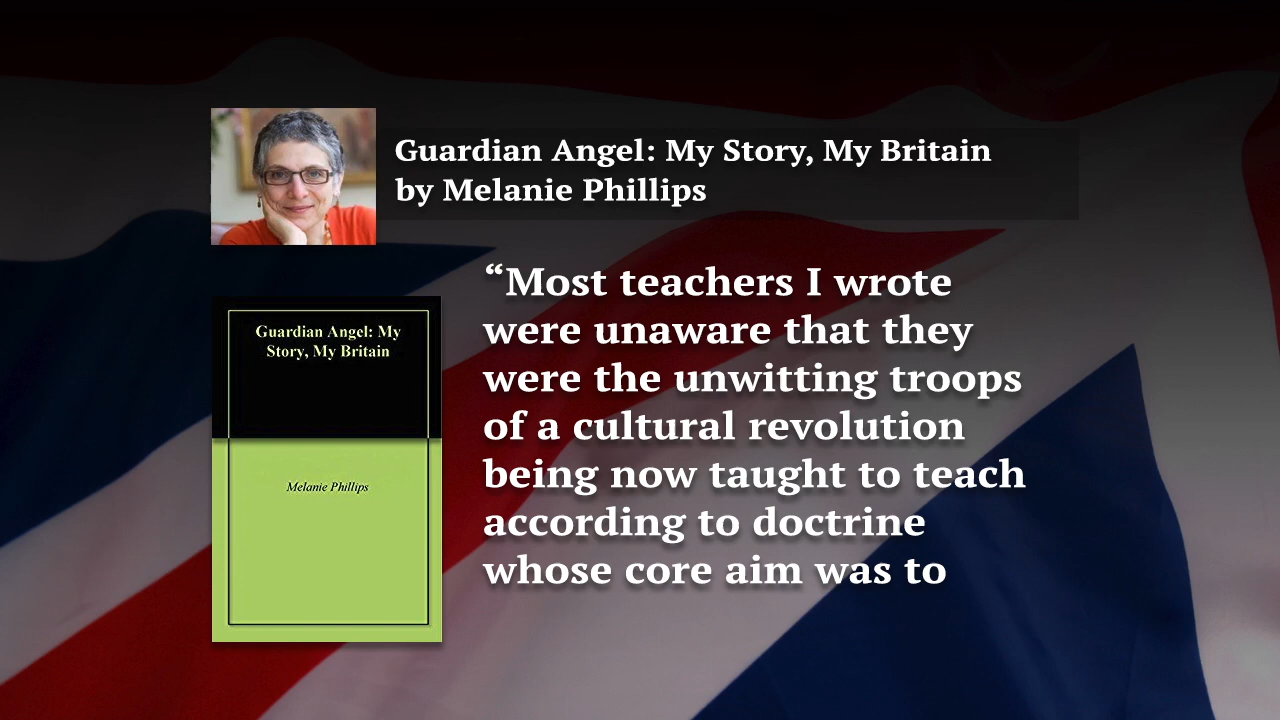 Guardian Angel: My Story, My Britain
by Melanie Phillips
Guardian Angel: My
Story, My Britain
Melanie Phillips
“Most teachers I wrote
were unaware that they
were the unwitting troops
of a cultural revolution
being now taught to teach
according to doctrine
whose core aim was to